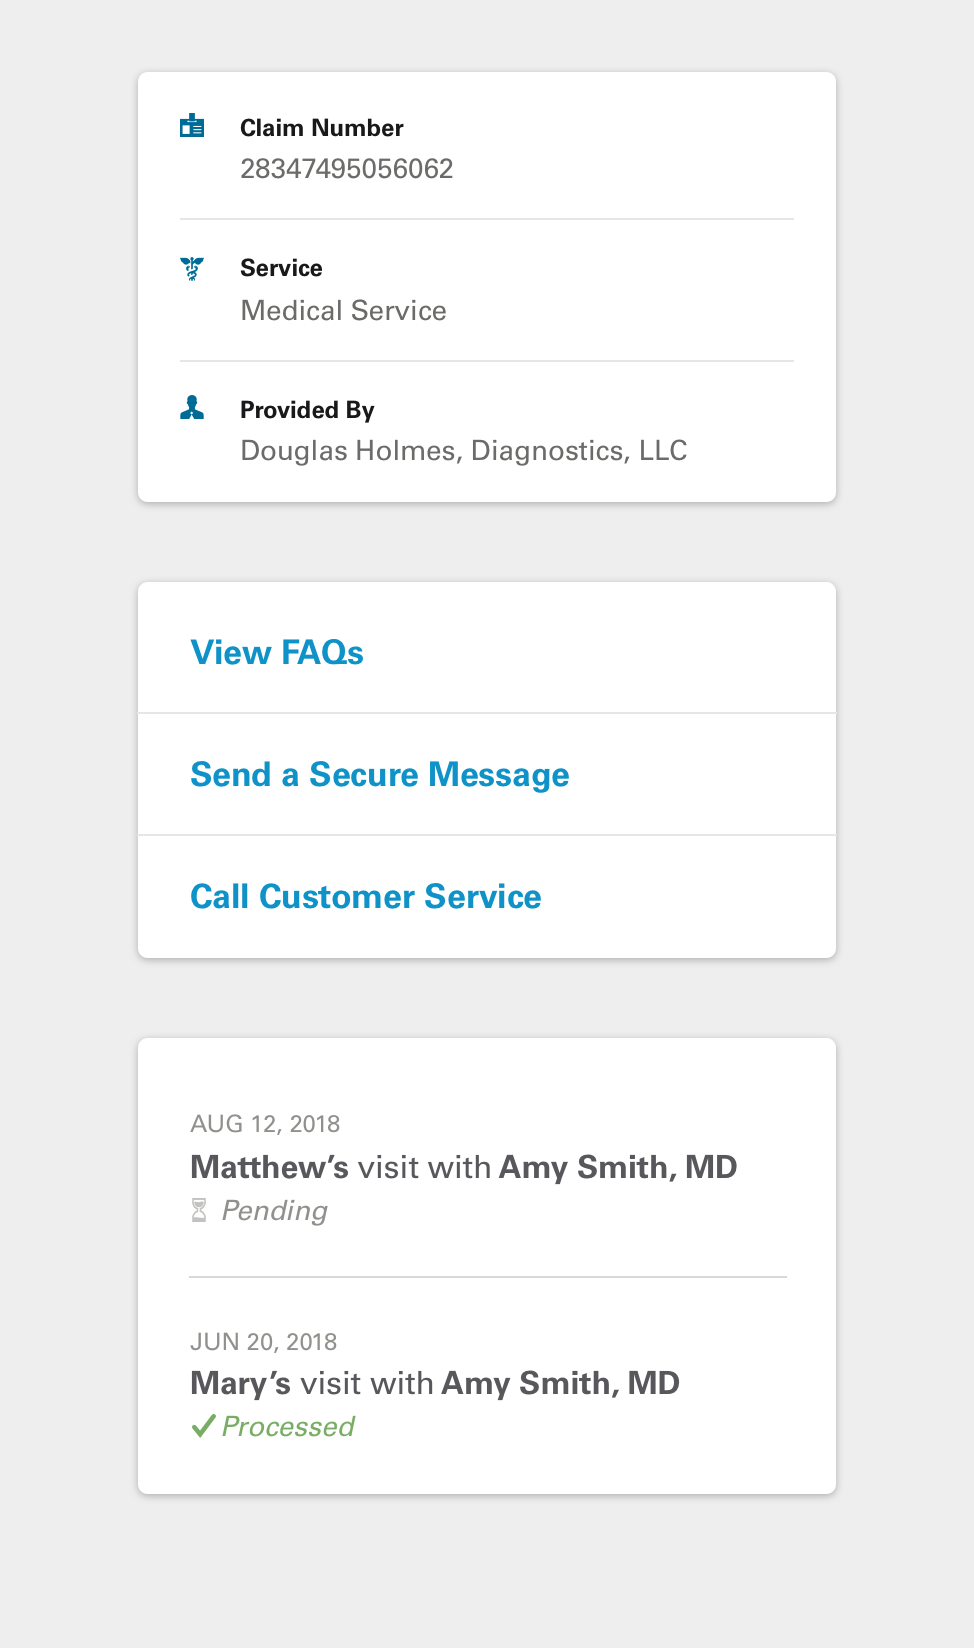 Claim Number
28347495056062
Service
Medical Service
Provided By
Douglas Holmes, Diagnostics, LLC
View FAQs
Send a Secure Message
Call Customer Service
AUG 12, 2018
Matthew’s visit with Amy Smith, MD
Pending
JUN 20, 2018
Mary’s visit with Amy Smith, MD
Processed